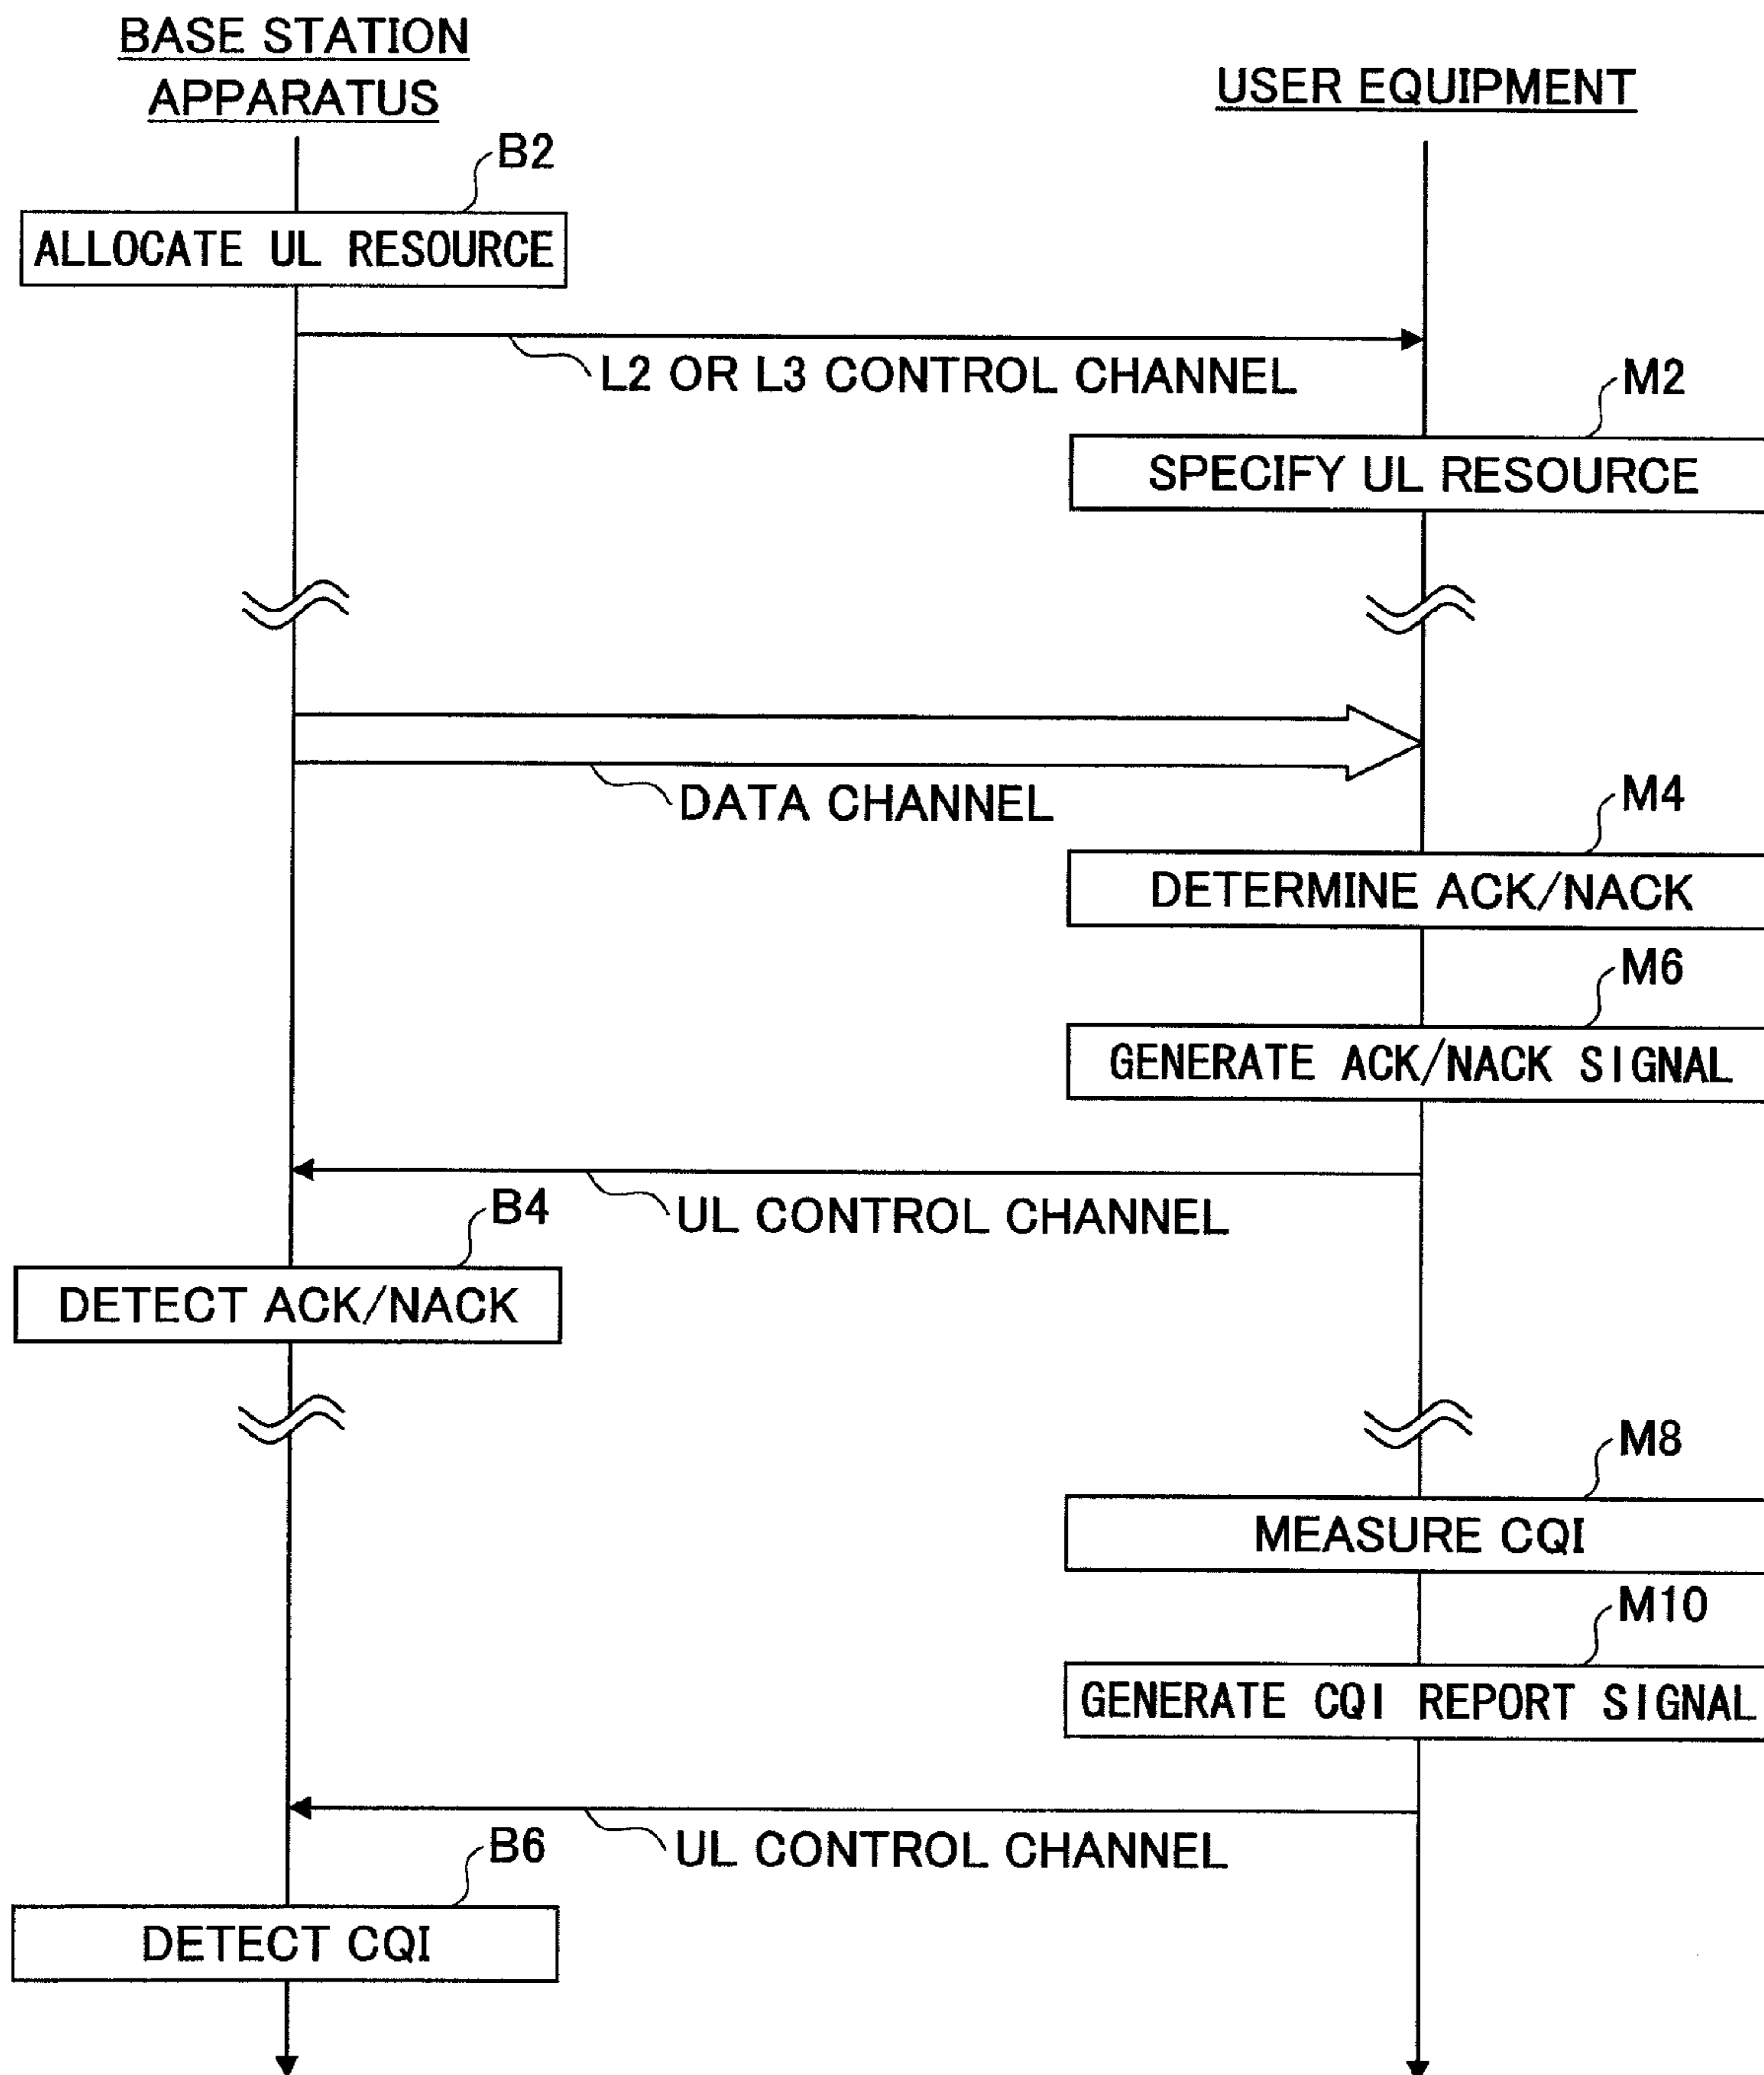 BASE STATION
APPARATUS
USER EQUIPMENT
B2
ALLOCATE UL RESOURCE
L2 OR L3 CONTROL CHANNEL
M2
SPECIFY UL RESOURCE
DATA CHANNEL
M4
DETERMINE ACK/NACK
M6
GENERATE ACK/NACK SIGNAL
UL CONTROL CHANNEL
B4
DETECT ACK/NACK
M8
MEASURE CQI
M10
GENERATE CQI REPORT SIGNAL
UL CONTROL CHANNEL
B6
DETECT CQI